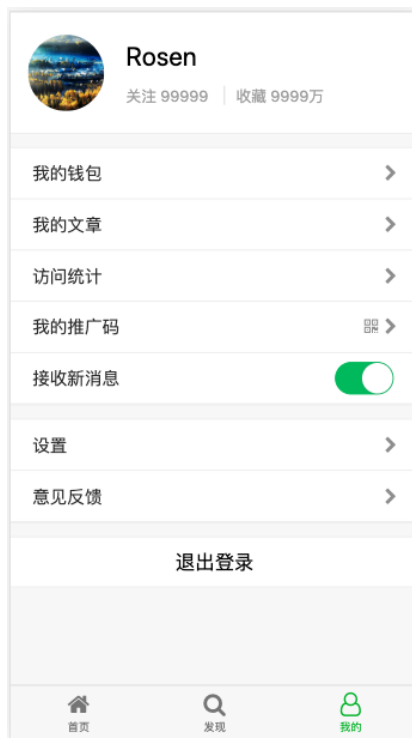 Rosen
关注 99999 收藏 9999万
我的钱包
我的文章
访问统计
我的推广码
接收新消息
设置
意见反馈
退出登录
首页 发现 我的